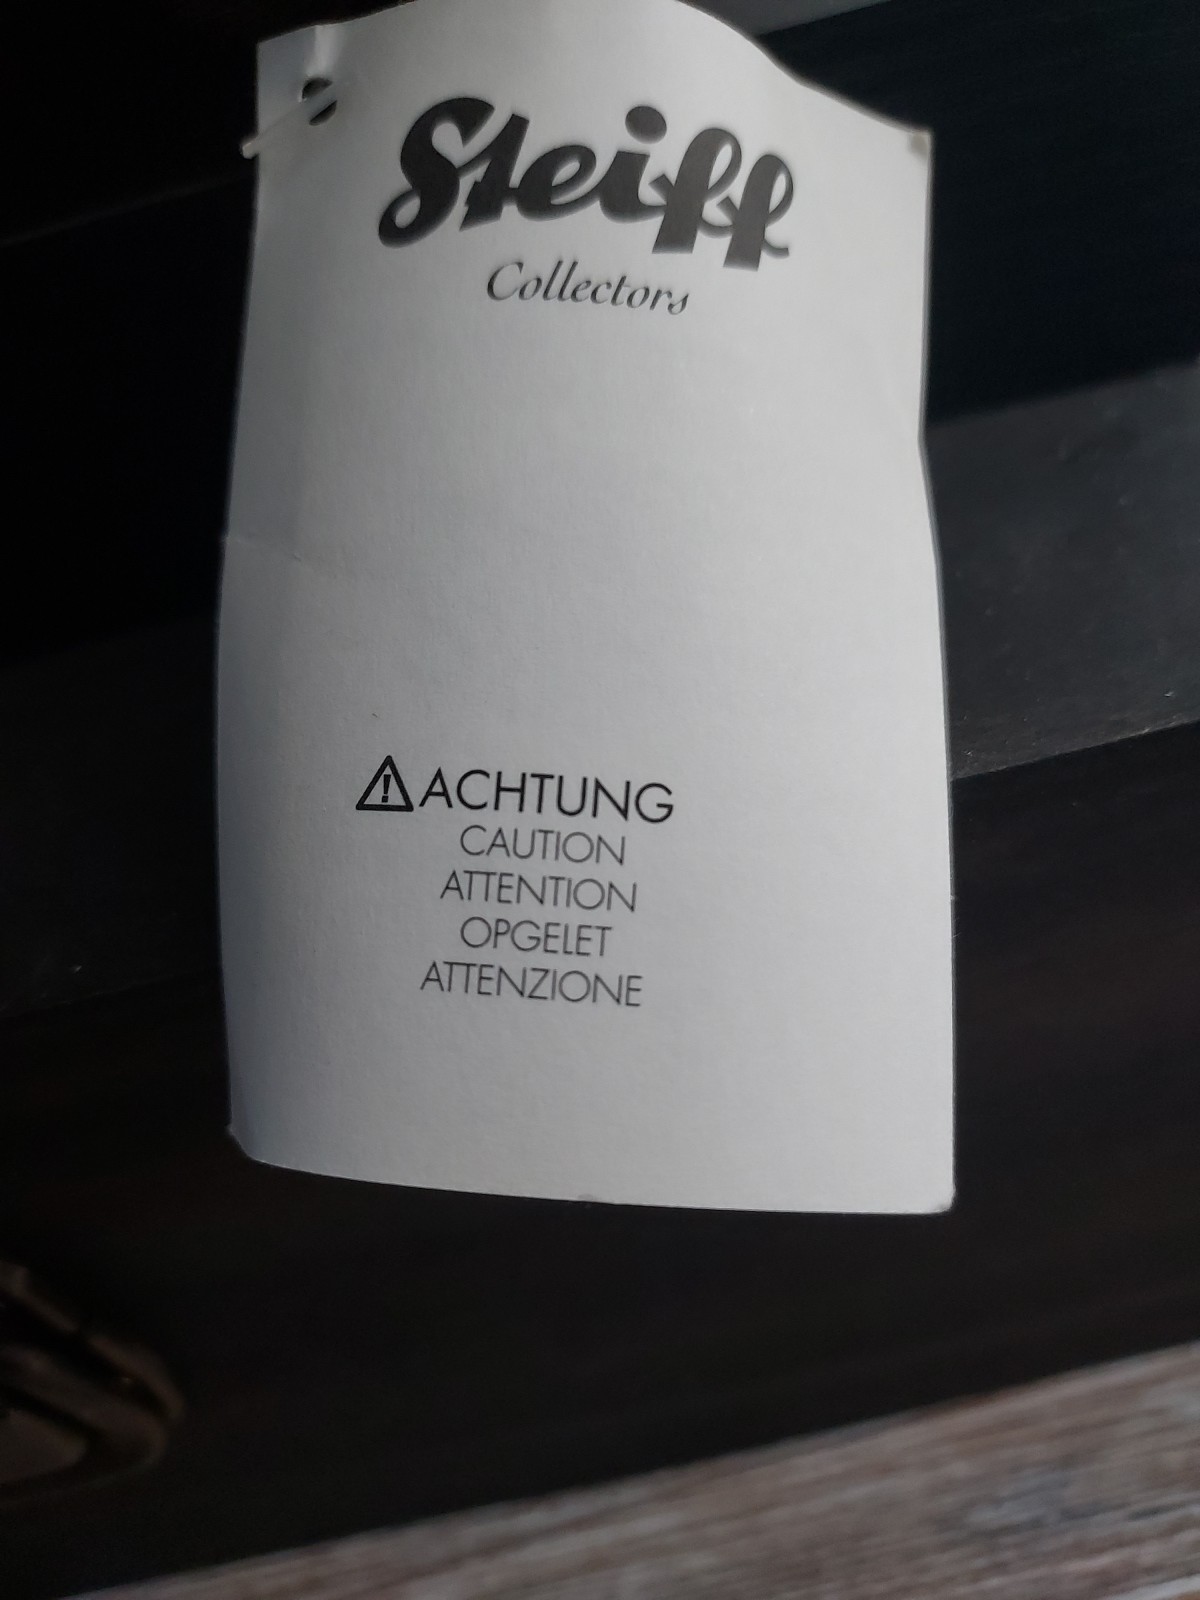 Steiff
Collectors
ACHTUNG
CAUTION
ATTENTION
OPGELET
ATTENZIONE